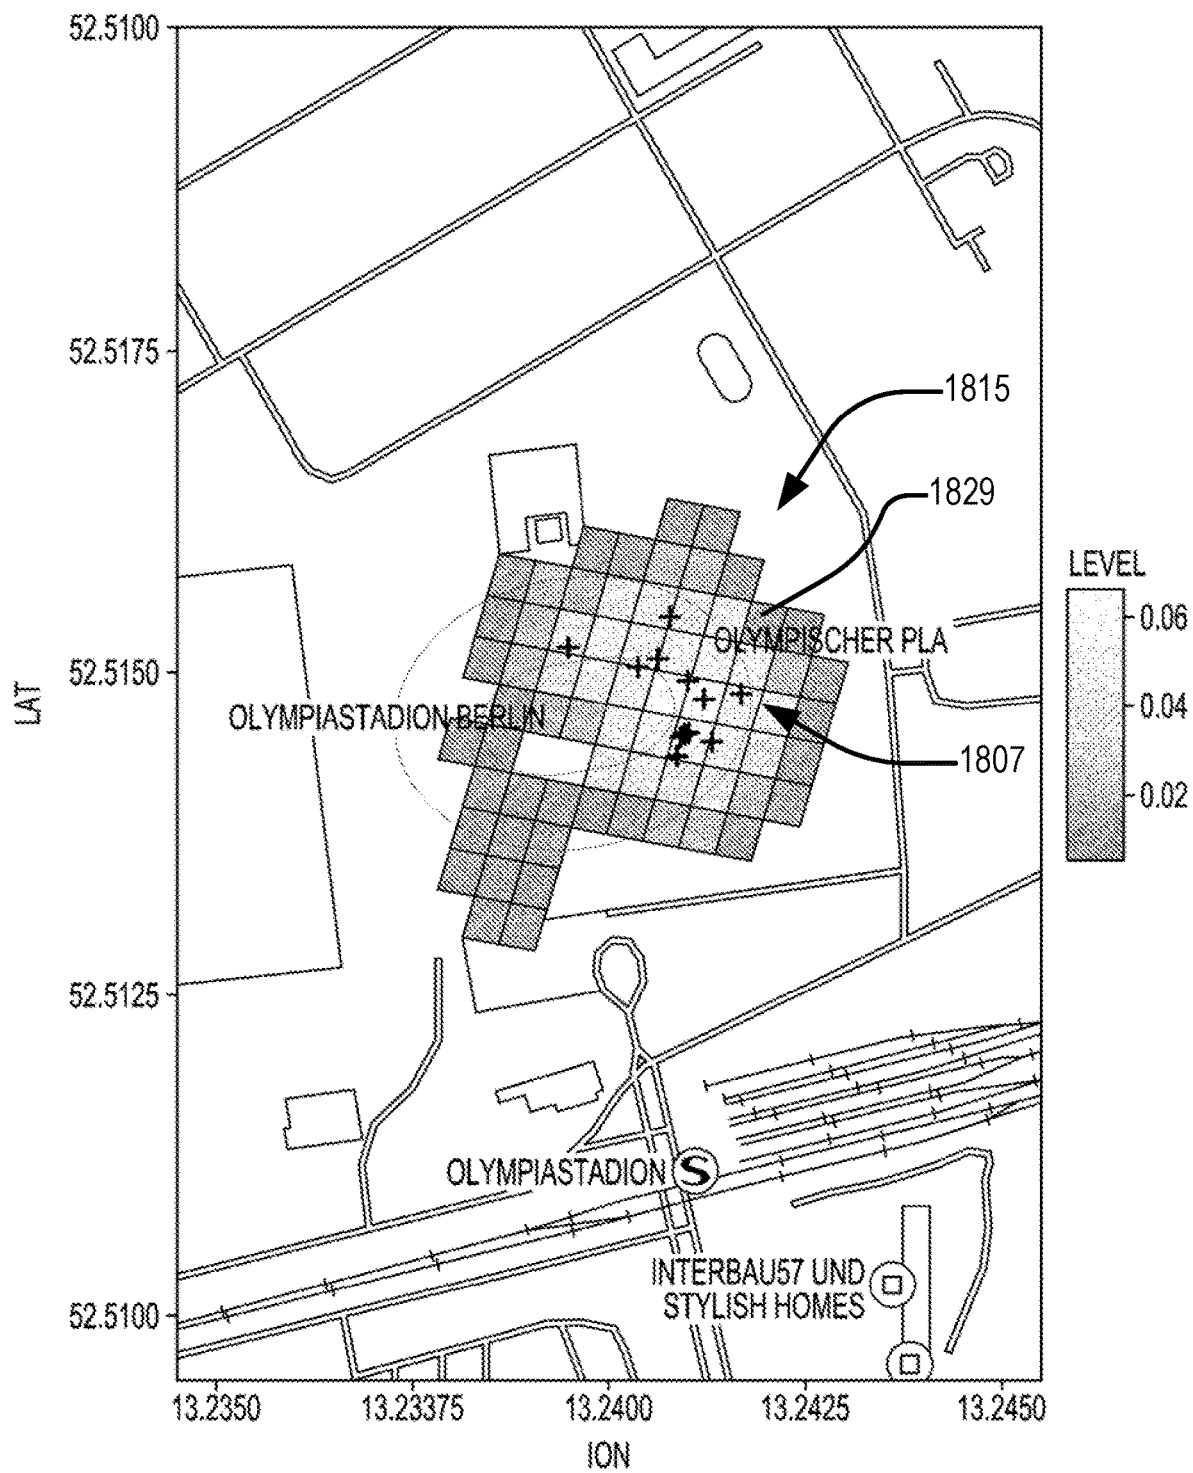 52.5100
52.5175
1815
1829
LEVEL
0.06
OLYMPISCHER PLA
52.5150
LAT
0.04
OLYMPIASTADION BERLIN
1807
0.02
52.5125
OLYMPIASTADION S
INTERBAU57 UND
STYLISH HOMES
52.5100
13.2350
13.23375
13.2400
13.2425
13.2450
ION